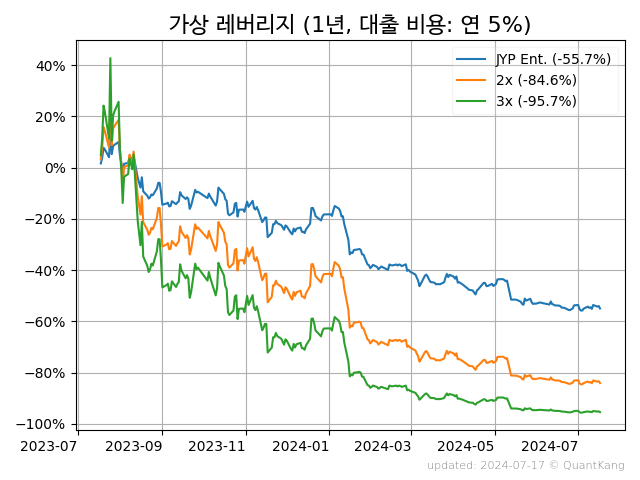 가상 레버리지 (1년, 대출 비용: 연 5%)
JYP Ent. (-55.7%)
2x (-84.6%)
3x (-95.7%)
40%
20%
0%
−20%
−40%
−60%
−80%
−100%
2023-07 2023-09 2023-11 2024-01 2024-03 2024-05 2024-07
updated: 2024-07-17 © QuantKang